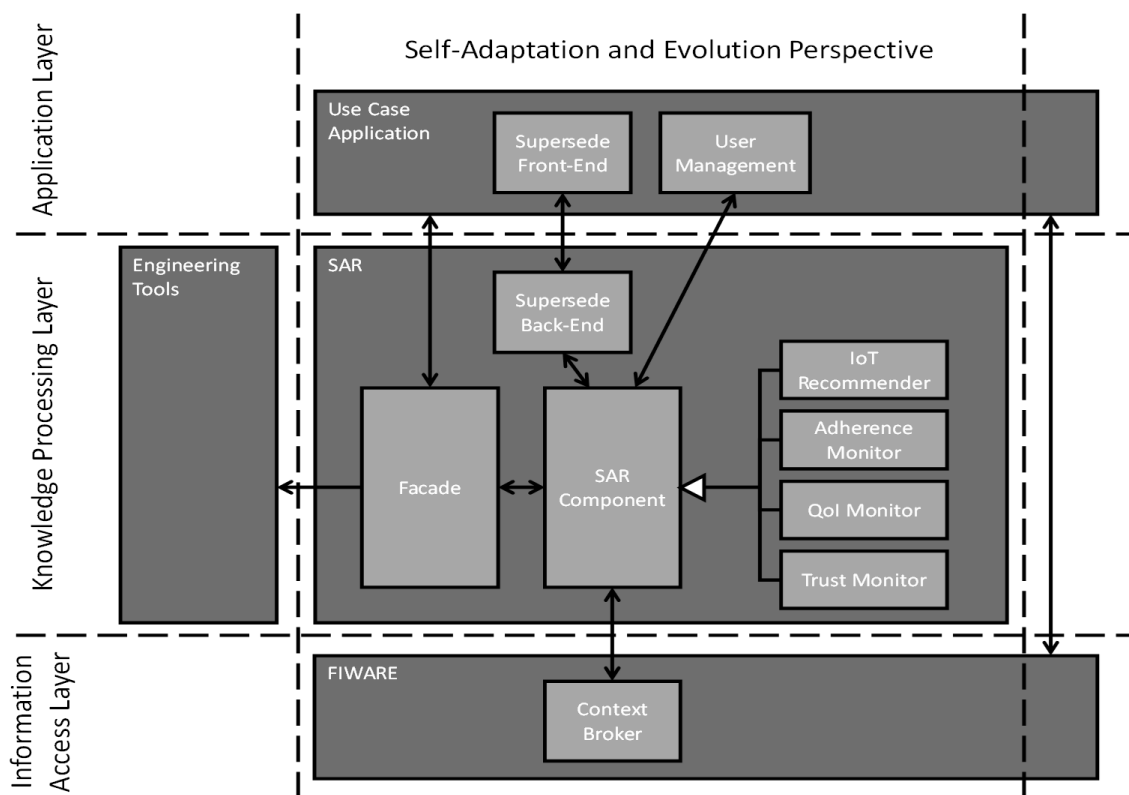 Self-Adaptation and Evolution Perspective
Application Layer
Use Case
Application
Supersede
Front-End
User
Management
Knowledge Processing Layer
Engineering
Tools
SAR
Supersede
Back-End
IoT
Recommender
Adherence
Monitor
Facade
SAR
Component
QoI Monitor
Trust Monitor
Information
Access Layer
FIWARE
Context
Broker